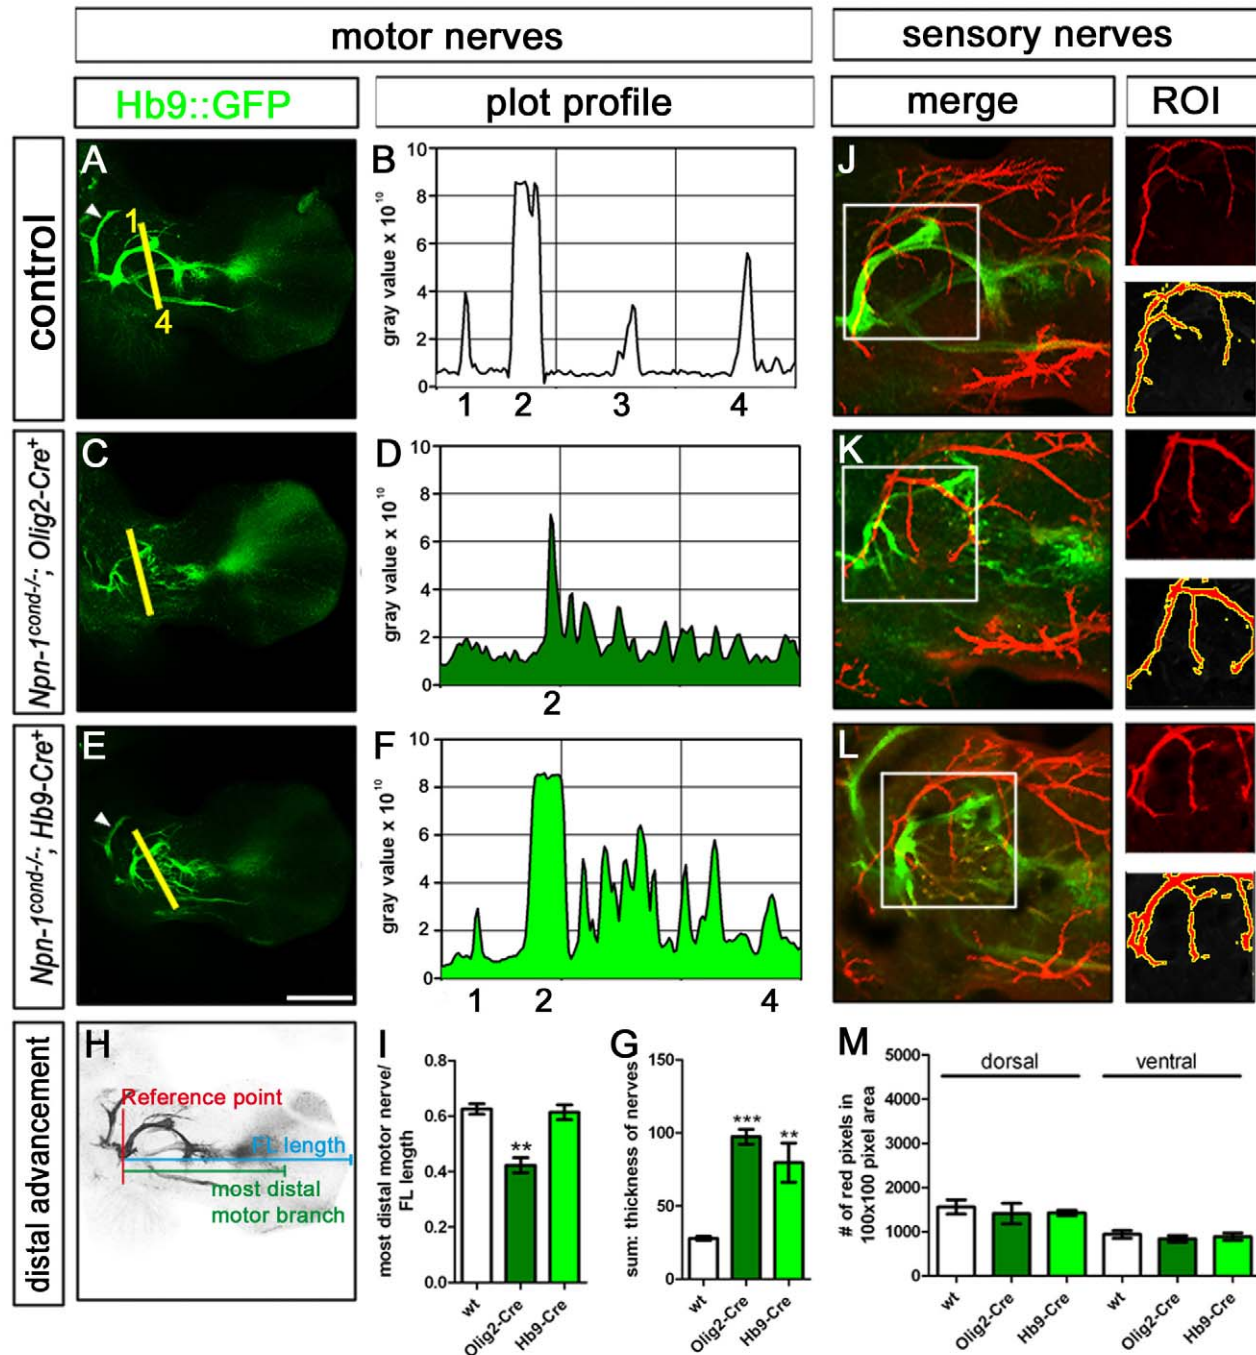 motor nerves
sensory nerves
Hb9::GFP
plot profile
merge
ROI
control
A
1
4
B
10
8
6
4
2
0
gray value x 10^10
1 2 3 4
J
Npn-1^cond-/-; Olig2-Cre^+
C
D
10
8
6
4
2
0
gray value x 10^10
2
K
Npn-1^cond-/-; Hb9-Cre^+
E
F
10
8
6
4
2
0
gray value x 10^10
1 2 4
L
distal advancement
H
Reference point
FL length
most distal
motor branch
I
0.8
0.6
0.4
0.2
0.0
most distal motor nerve/
FL length
**
wt
Olig2-Cre
Hb9-Cre
G
150
100
50
0
sum: thickness of nerves
***
**
wt
Olig2-Cre
Hb9-Cre
M
5000
4000
3000
2000
1000
0
# of red pixels in
100x100 pixel area
dorsal
ventral
wt
Olig2-Cre
Hb9-Cre
wt
Olig2-Cre
Hb9-Cre